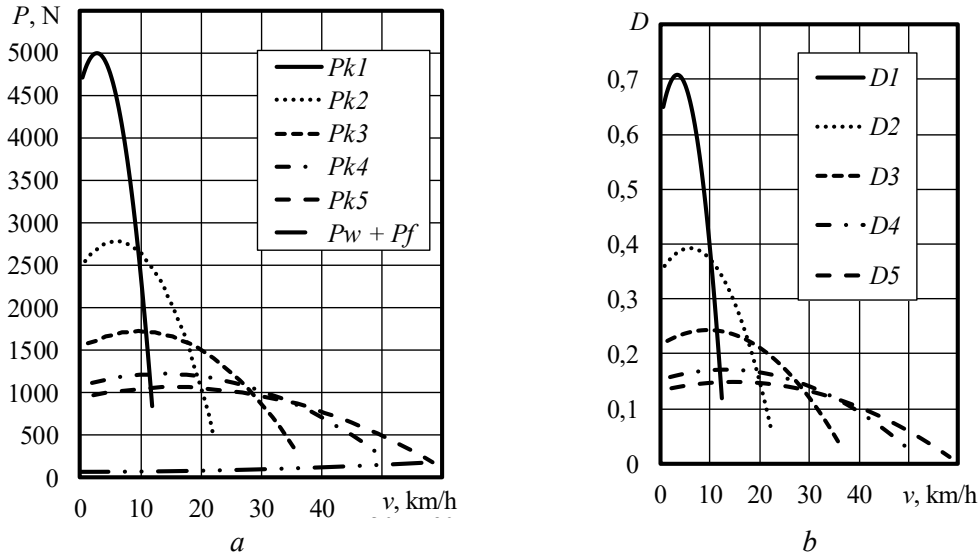 P, N
5000
4500
4000
3500
3000
2500
2000
1500
1000
500
0
0 10 20 30 40
v, km/h
Pk1
Pk2
Pk3
Pk4
Pk5
Pw + Pf
a
D
0,7
0,6
0,5
0,4
0,3
0,2
0,1
0
0 10 20 30 40
v, km/h
D1
D2
D3
D4
D5
b